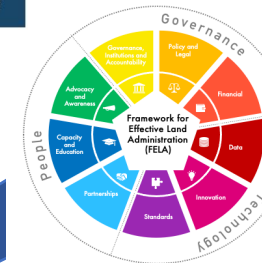 Governance
Governance,
Institutions and
Accountability
Policy and
Legal
Advocacy
and
Awareness
Financial
Framework for
Effective Land
Administration
(FELA)
People
Capacity
and
Education
Data
Partnerships
Innovation
Standards
Technology